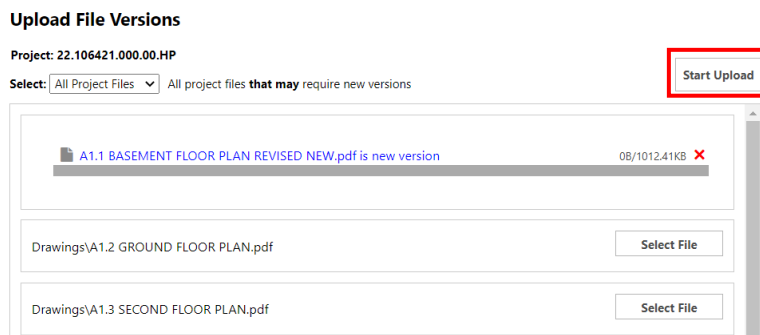 Upload File Versions
Project: 22.106421.000.00.HP
Select: All Project Files All project files that may require new versions
Start Upload
A1.1 BASEMENT FLOOR PLAN REVISED NEW.pdf is new version 0B/1012.41KB
Drawings\A1.2 GROUND FLOOR PLAN.pdf Select File
Drawings\A1.3 SECOND FLOOR PLAN.pdf Select File